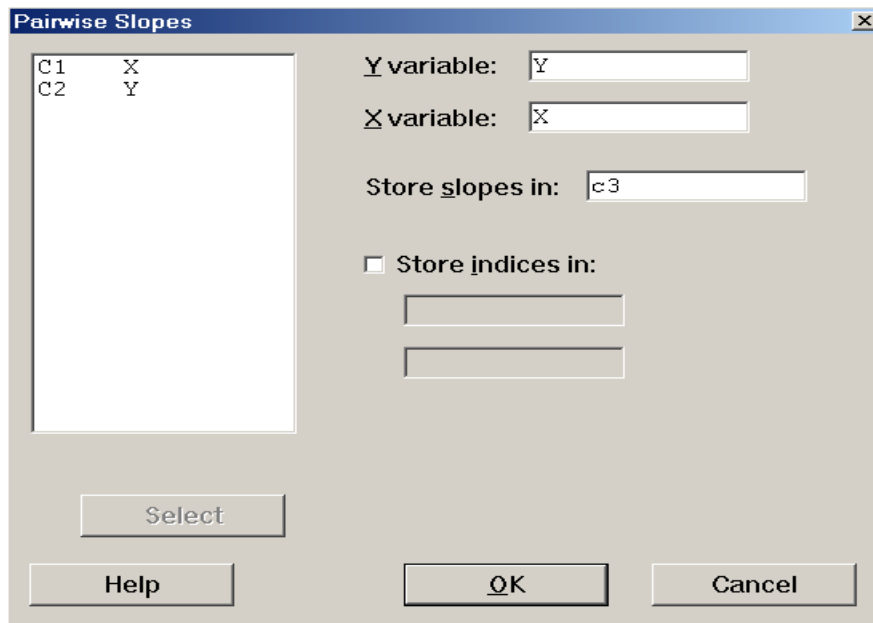 Pairwise Slopes
C1 X
C2 Y
Y variable: Y
X variable: X
Store slopes in: c3
Store indices in:
Select
Help
OK
Cancel